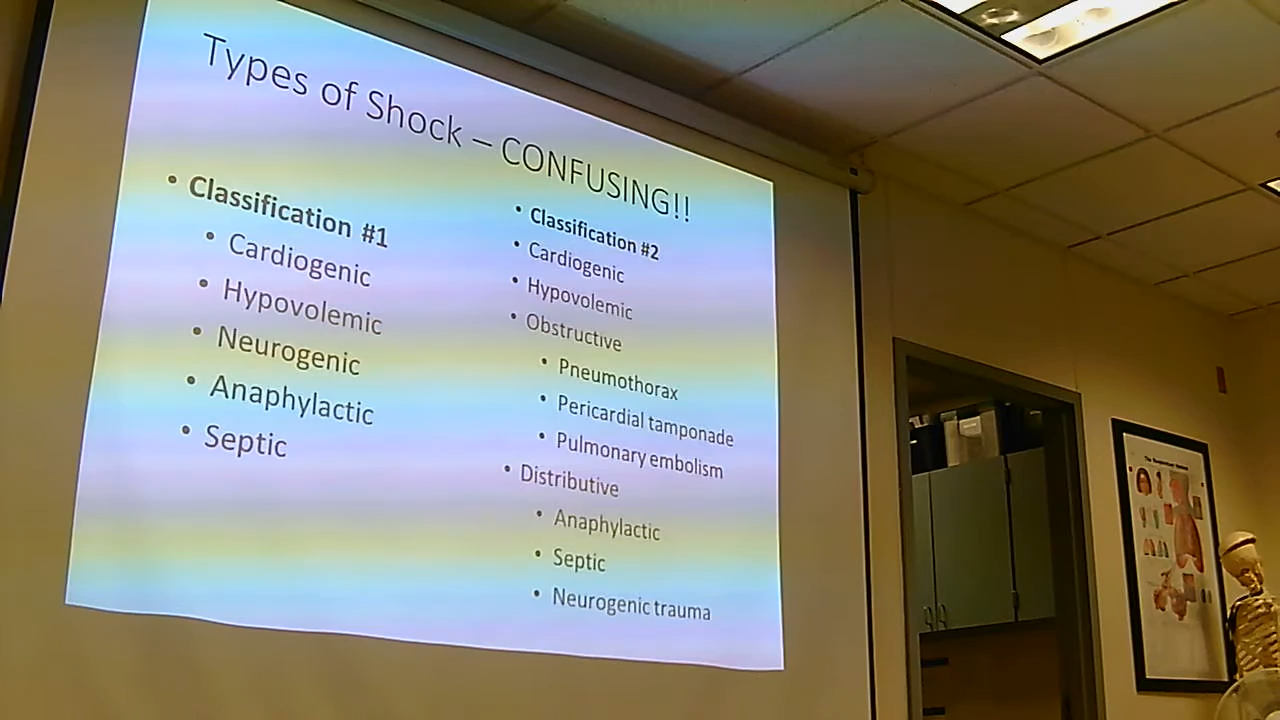 Types of Shock – CONFUSING!!
• Classification #1
• Cardiogenic
• Hypovolemic
• Neurogenic
• Anaphylactic
• Septic
• Classification #2
• Cardiogenic
• Hypovolemic
• Obstructive
• Pneumothorax
• Pericardial tamponade
• Pulmonary embolism
• Distributive
• Anaphylactic
• Septic
• Neurogenic trauma